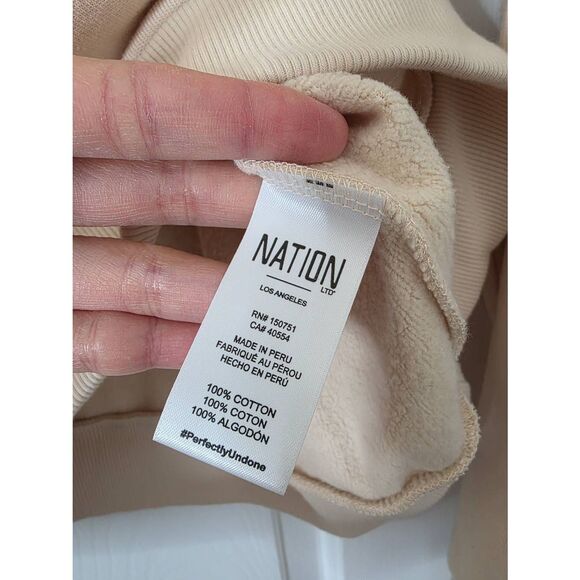 NATION
LTD
LOS ANGELES
RN# 150751
CA# 40554
MADE IN PERU
FABRIQUÉ AU PÉROU
HECHO EN PERÚ
100% COTTON
100% COTON
100% ALGODÓN
#PerfectlyUndone